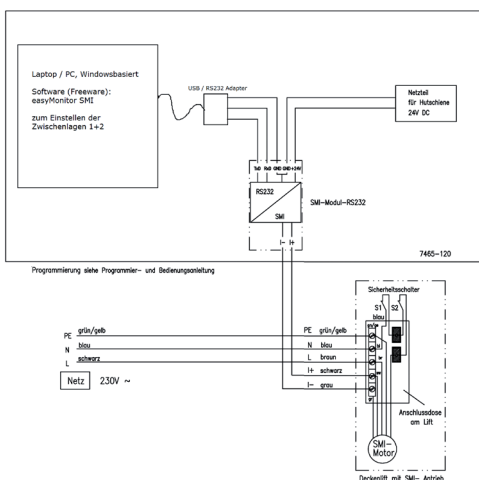 Laptop / PC, Windowsbasiert
Software (Freeware):
easyMonitor SMI
zum Einstellen der
Zwischenlagen 1+2
USB / RS232 Adapter
Netzteil
für Hutschiene
24V DC
TxD RxD GND GND +24V
RS232
SMI
SMI-Modul-RS232
I- I+
7465-120
Programmierung siehe Programmier- und Bedienungsanleitung
Sicherheitsschalter
S1 S2
blau
PE grün/gelb
N blau
L schwarz
Netz 230V ~
PE grün/gelb
N blau
L braun
I+ schwarz
I- grau
Anschlussdose
am Lift
SMI-
Motor
Deckenlift mit SMI- Antrieb